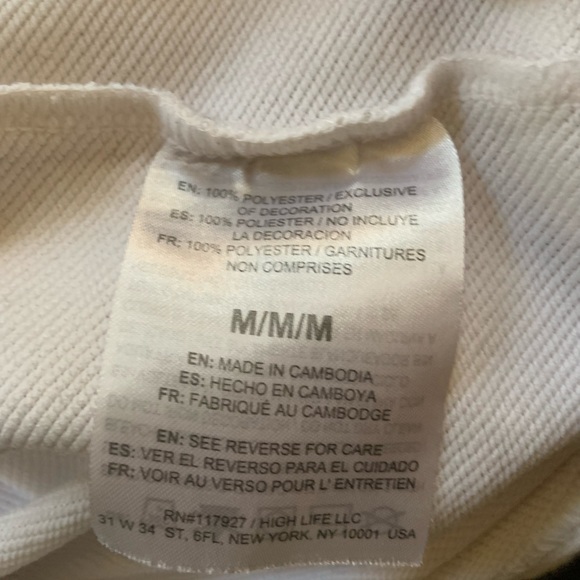 EN: 100% POLYESTER / EXCLUSIVE
OF DECORATION
ES: 100% POLIESTER / NO INCLUYE
LA DECORACION
FR: 100% POLYESTER / GARNITURES
NON COMPRISES
M/M/M
EN: MADE IN CAMBODIA
ES: HECHO EN CAMBOYA
FR: FABRIQUÉ AU CAMBODGE
EN: SEE REVERSE FOR CARE
ES: VER EL REVERSO PARA EL CUIDADO
FR: VOIR AU VERSO POUR L' ENTRETIEN
RN#117927 / HIGH LIFE LLC
31 W 34 ST, 6FL, NEW YORK, NY 10001 USA